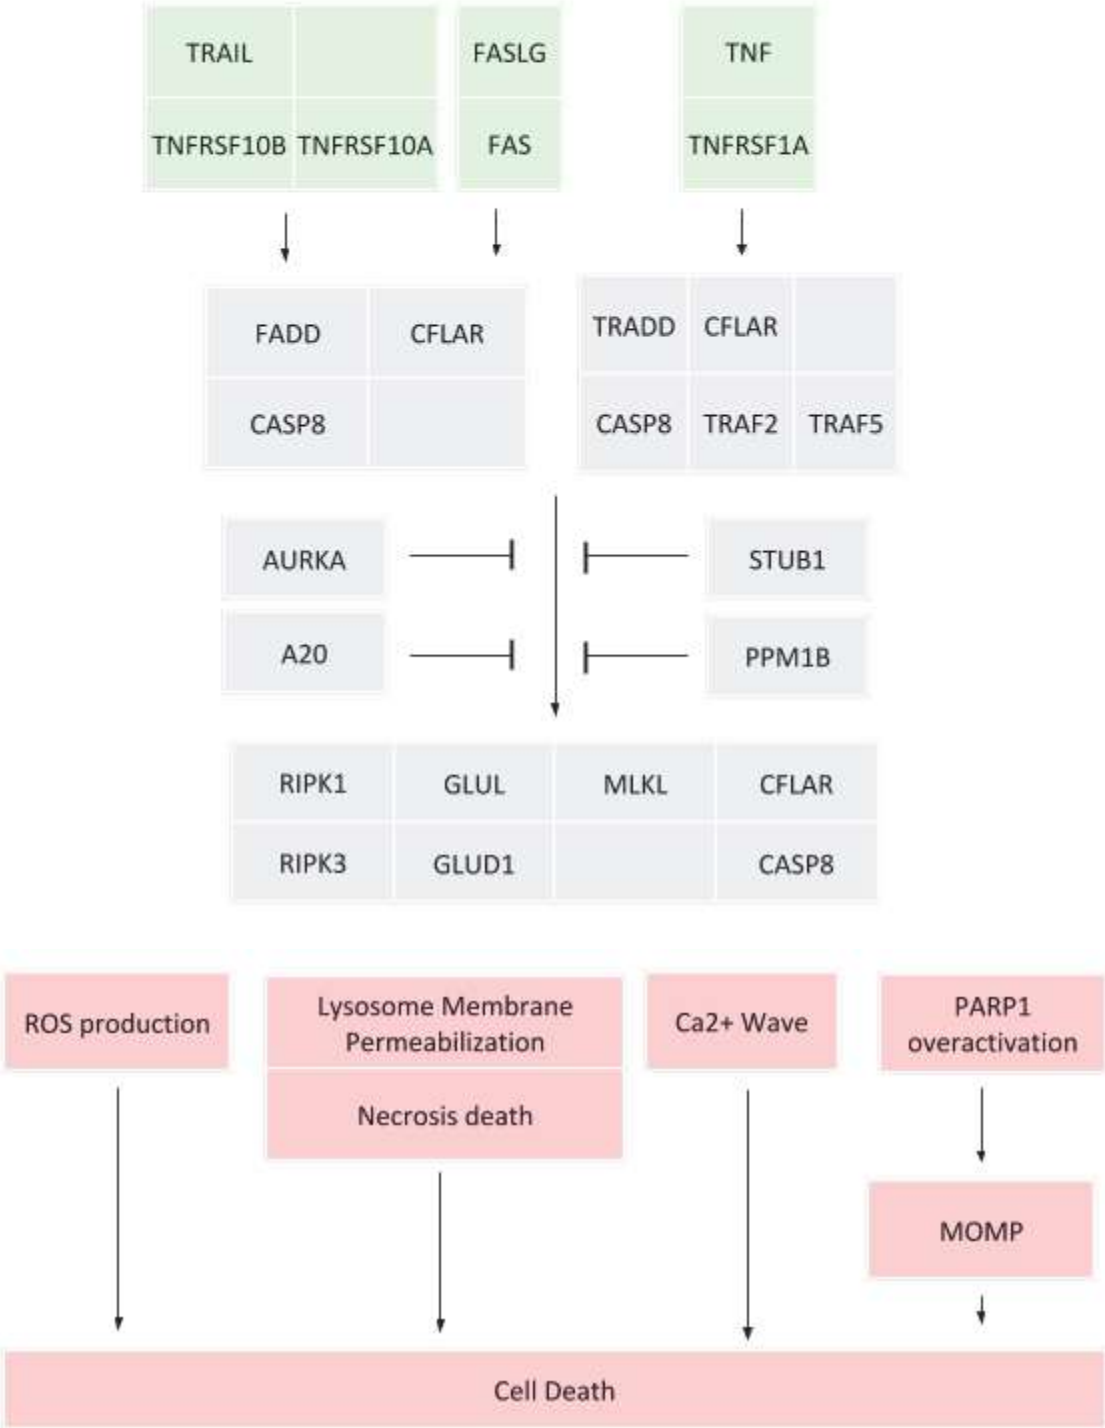 TRAIL FASLG TNF
TNFRSF10B TNFRSF10A FAS TNFRSF1A
FADD CFLAR
CASP8
TRADD CFLAR
CASP8 TRAF2 TRAF5
AURKA STUB1
A20 PPM1B
RIPK1 GLUL MLKL CFLAR
RIPK3 GLUD1 CASP8
ROS production
Lysosome Membrane
Permeabilization
Necrosis death
Ca2+ Wave
PARP1
overactivation
MOMP
Cell Death